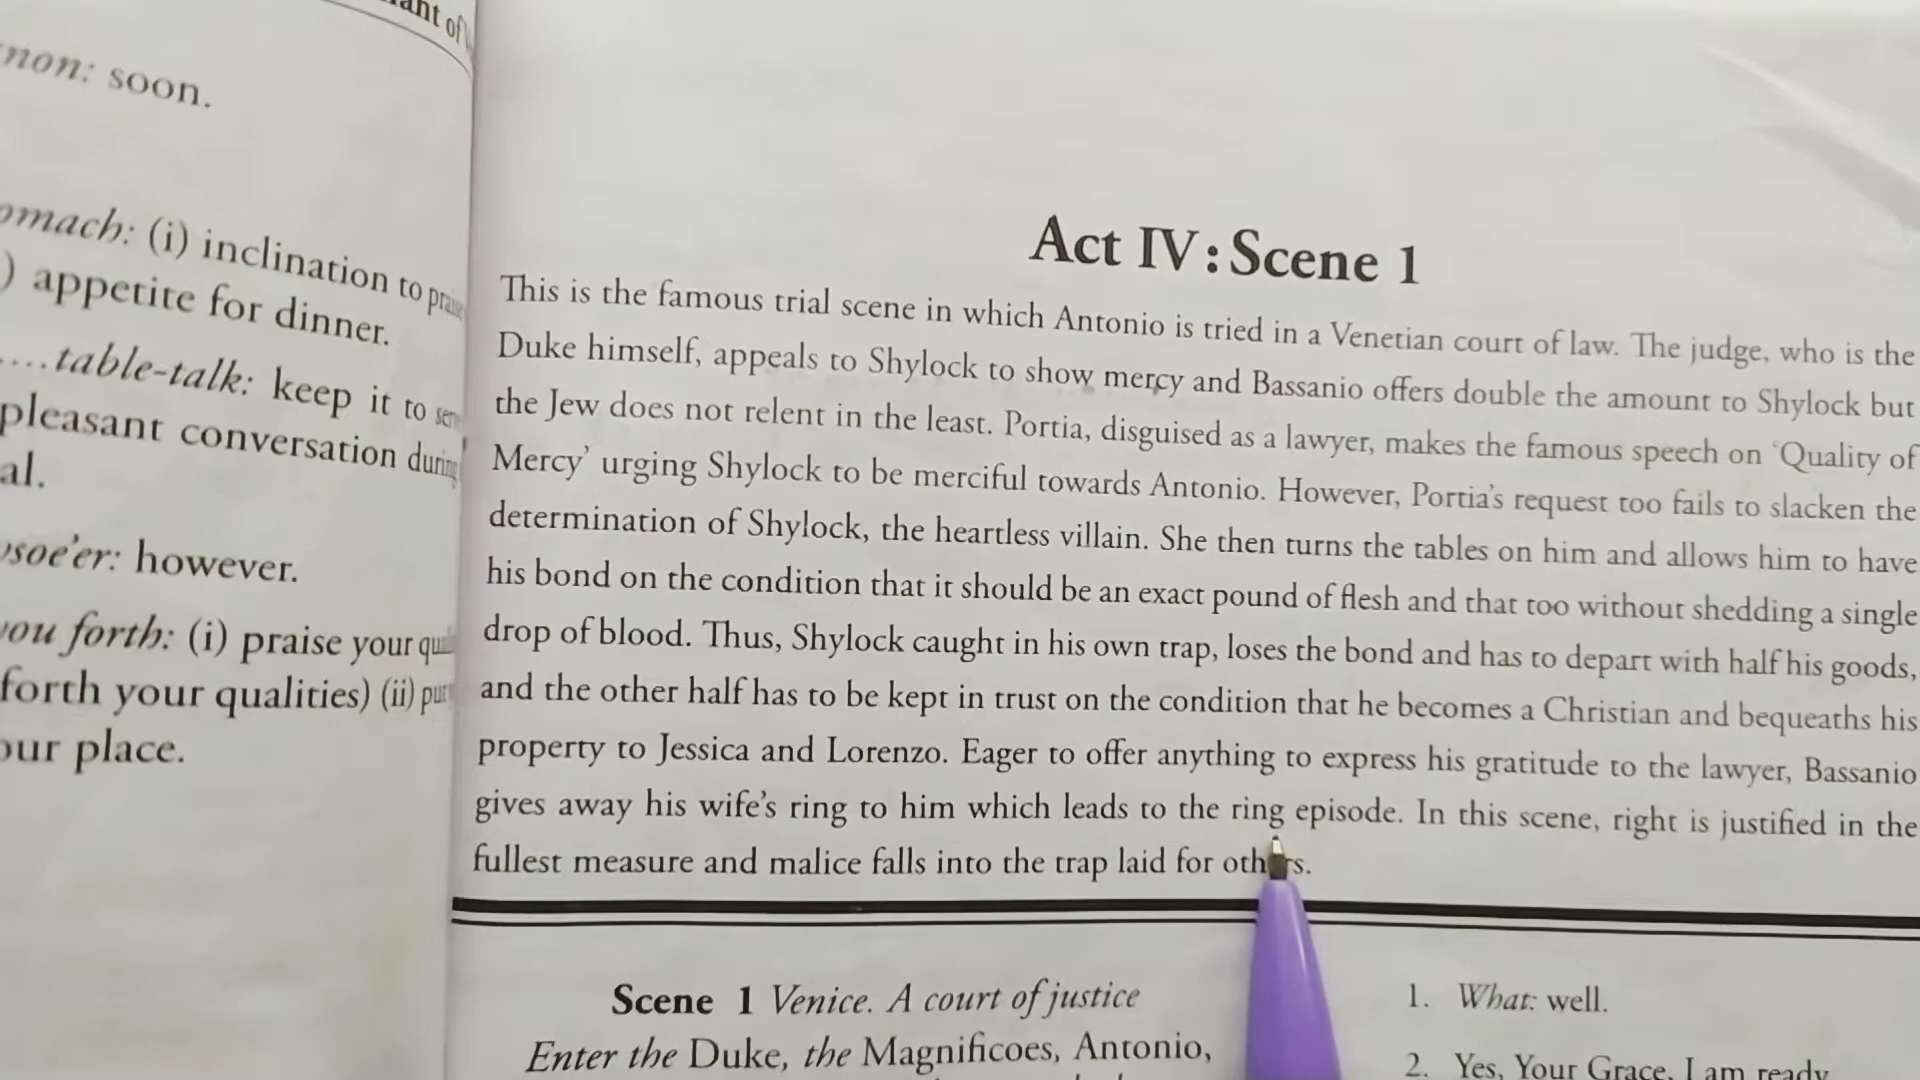 ant of
non: soon.
omach: (i) inclination to
) appetite for dinner.
....table-talk: keep it to
pleasant conversation during
al.
soe'er: however.
you forth: (i) praise your
forth your qualities) (ii)
our place.
Act IV: Scene 1
This is the famous trial scene in which Antonio is tried in a Venetian court of law. The judge, who is the
Duke himself, appeals to Shylock to show mercy and Bassanio offers double the amount to Shylock but
the Jew does not relent in the least. Portia, disguised as a lawyer, makes the famous speech on 'Quality of
Mercy' urging Shylock to be merciful towards Antonio. However, Portia's request too fails to slacken the
determination of Shylock, the heartless villain. She then turns the tables on him and allows him to have
his bond on the condition that it should be an exact pound of flesh and that too without shedding a single
drop of blood. Thus, Shylock caught in his own trap, loses the bond and has to depart with half his goods,
and the other half has to be kept in trust on the condition that he becomes a Christian and bequeaths his
property to Jessica and Lorenzo. Eager to offer anything to express his gratitude to the lawyer, Bassanio
gives away his wife's ring to him which leads to the ring episode. In this scene, right is justified in the
fullest measure and malice falls into the trap laid for others.
Scene 1 Venice. A court of justice
Enter the Duke, the Magnificoes, Antonio,
1. What: well.
2. Yes, Your Grace, I am ready